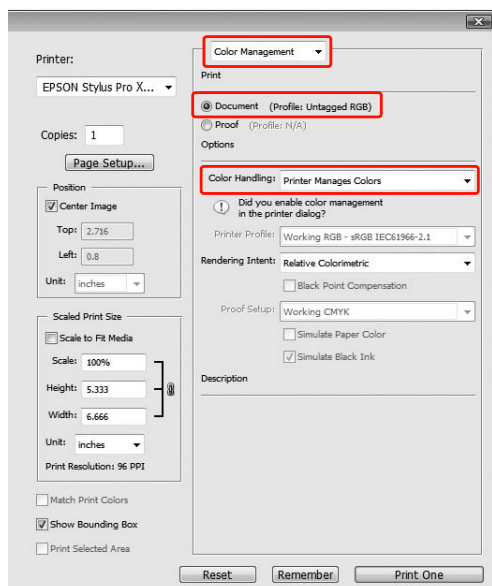 Printer:
EPSON Stylus Pro X...
Copies: 1
Page Setup...
Position
Center Image
Top: 2.716
Left: 0.8
Unit: inches
Scaled Print Size
Scale to Fit Media
Scale: 100%
Height: 5.333
Width: 6.666
Unit: inches
Print Resolution: 96 PPI
Match Print Colors
Show Bounding Box
Print Selected Area
Color Management
Print
Document (Profile: Untagged RGB)
Proof (Profile: N/A)
Options
Color Handling: Printer Manages Colors
Did you enable color management
in the printer dialog?
Printer Profile: Working RGB - sRGB IEC61966-2.1
Rendering Intent: Relative Colorimetric
Black Point Compensation
Proof Setup: Working CMYK
Simulate Paper Color
Simulate Black Ink
Description
Reset Remember Print One